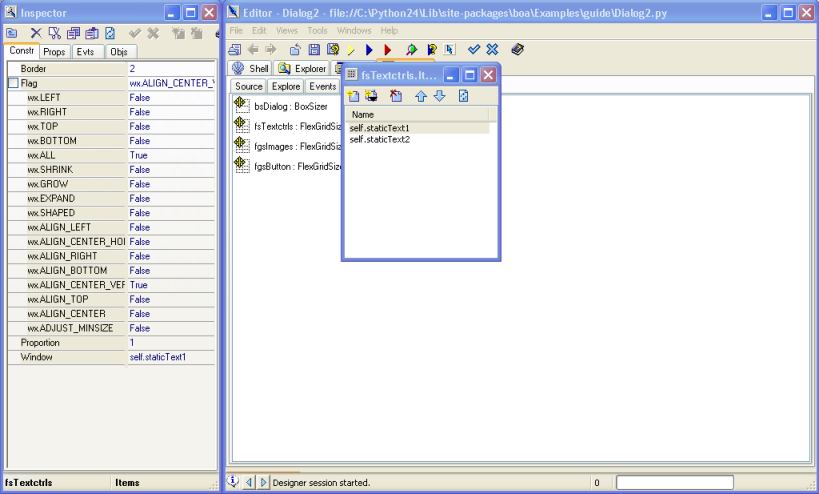 Inspector
Constr Props Evts Objs
Border 2
Flag wx.ALIGN_CENTER_
wx.LEFT False
wx.RIGHT False
wx.TOP False
wx.BOTTOM False
wx.ALL True
wx.SHRINK False
wx.GROW False
wx.EXPAND False
wx.SHAPED False
wx.ALIGN_LEFT False
wx.ALIGN_CENTER_HOI False
wx.ALIGN_RIGHT False
wx.ALIGN_BOTTOM False
wx.ALIGN_CENTER_VEF True
wx.ALIGN_TOP False
wx.ALIGN_CENTER False
wx.ADJUST_MINSIZE False
Proportion 1
Window self.staticText1
fsTextctrls Items
Editor - Dialog2 - file://C:\Python24\Lib\site-packages\boa\Examples\guide\Dialog2.py
File Edit Views Tools Windows Help
Shell Explorer
Source Explore Events
bsDialog : BoxSizer
fsTextctrls : FlexGridSiz
fgsImages : FlexGridSiz
fgsButton : FlexGridSize
fsTextctrls.It...
Name
self.staticText1
self.staticText2
Designer session started. 0